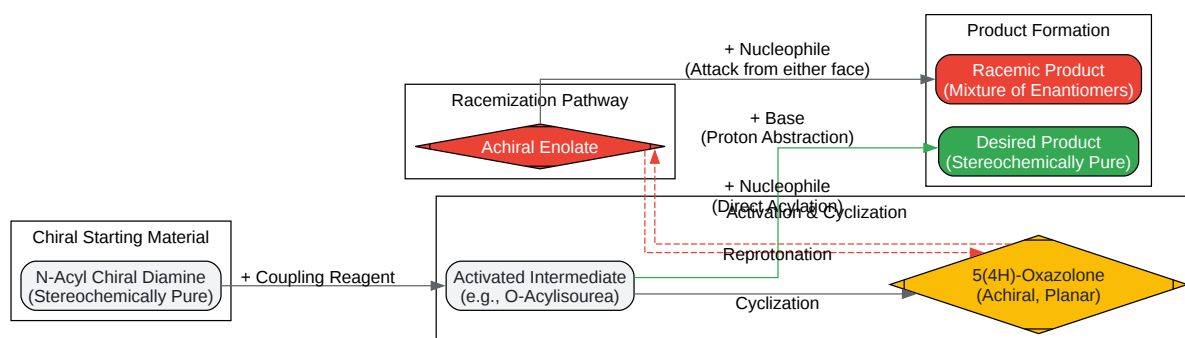 Product Formation
+ Nucleophile
(Attack from either face)
Racemic Product
(Mixture of Enantiomers)
Racemization Pathway
Achiral Enolate
+ Base
(Proton Abstraction)
Desired Product
(Stereochemically Pure)
+ Nucleophile
(Direct Acylation)
Activation & Cyclization
Chiral Starting Material
N-Acyl Chiral Diamine
(Stereochemically Pure)
+ Coupling Reagent
Activated Intermediate
(e.g., O-Acylisourea)
Reprotonation
Cyclization
5(4H)-Oxazolone
(Achiral, Planar)